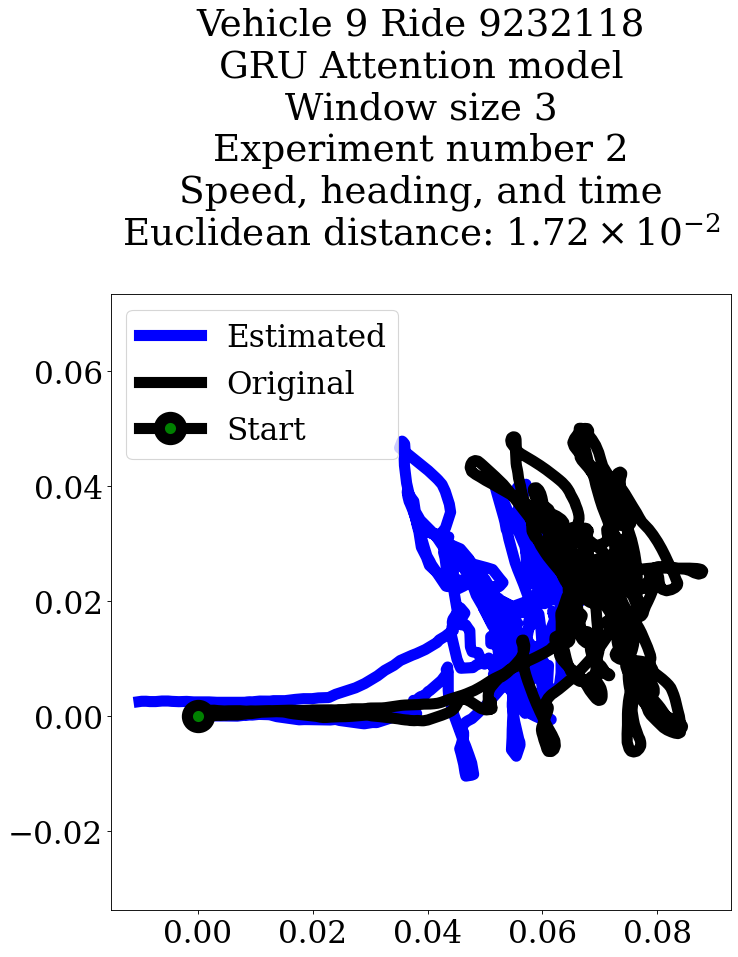 Vehicle 9 Ride 9232118
GRU Attention model
Window size 3
Experiment number 2
Speed, heading, and time
Euclidean distance: 1.72 × 10⁻²
Estimated
Original
Start
0.06
0.04
0.02
0.00
−0.02
0.00 0.02 0.04 0.06 0.08